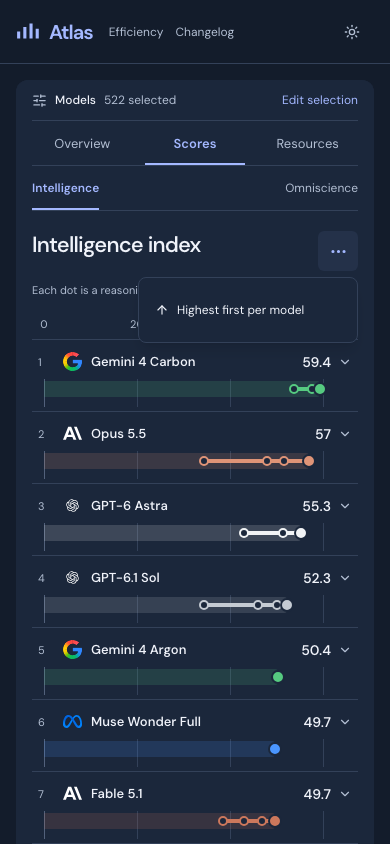 Atlas Efficiency Changelog
Models 522 selected Edit selection
Overview Scores Resources
Intelligence Omniscience
Intelligence index
Each dot is a
Highest first per model
0
1 Gemini 4 Carbon 59.4
2 Opus 5.5 57
3 GPT-6 Astra 55.3
4 GPT-6.1 Sol 52.3
5 Gemini 4 Argon 50.4
6 Muse Wonder Full 49.7
7 Fable 5.1 49.7